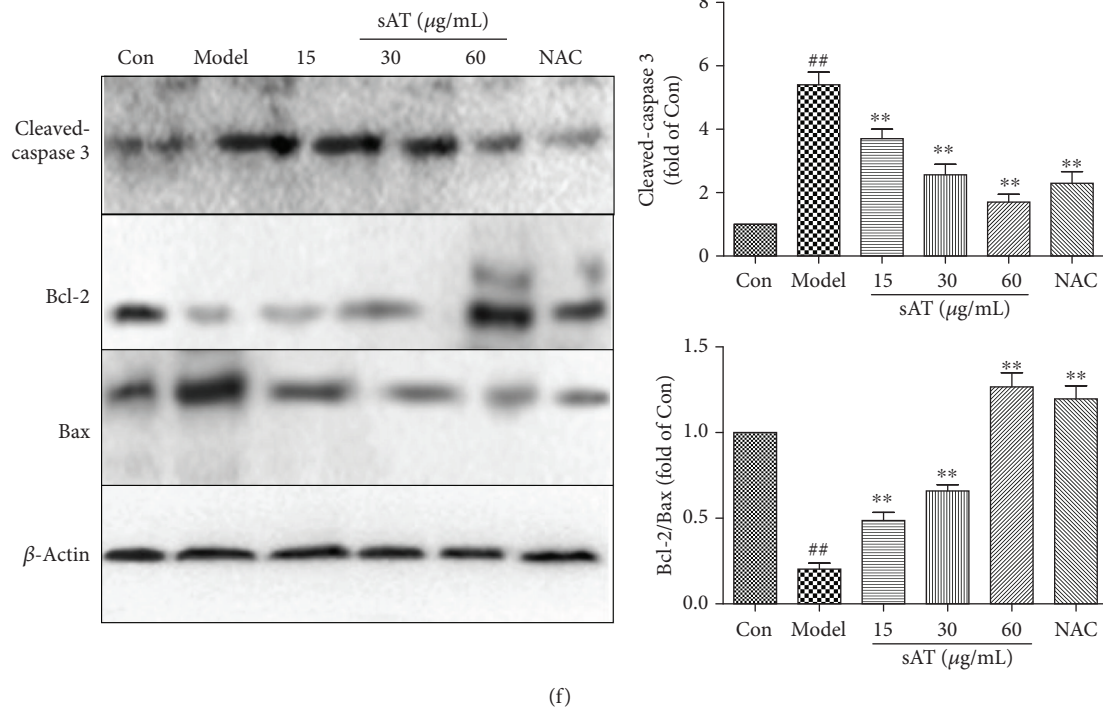 sAT (μg/mL)
Con Model 15 30 60 NAC
Cleaved-
caspase 3
Bcl-2
Bax
β-Actin
Cleaved-caspase 3
(fold of Con)
8
6
4
2
0
##
**
**
**
**
Con Model 15 30 60 NAC
sAT (μg/mL)
Bcl-2/Bax (fold of Con)
1.5
1.0
0.5
0.0
##
**
**
**
**
Con Model 15 30 60 NAC
sAT (μg/mL)
(f)